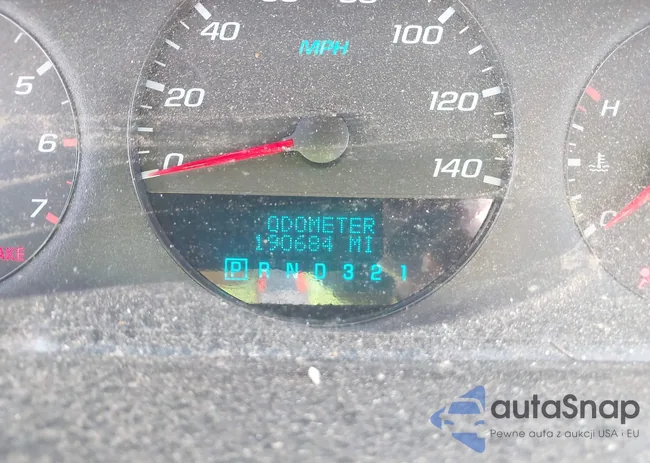 40
100
MPH
5
20
120
H
6
0
140
7
C
ODOMETER
190684 MI
P R N D 3 2 1
autaSnap
Pewne auta z aukcji USA i EU